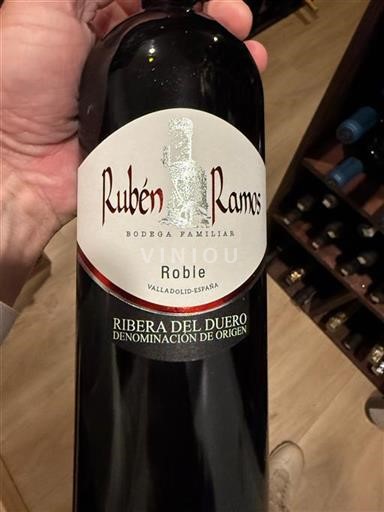 Rubén Ramos
BODEGA FAMILIAR
VINIOU
Roble
VALLADOLID-ESPAÑA
RIBERA DEL DUERO
DENOMINACIÓN DE ORIGEN